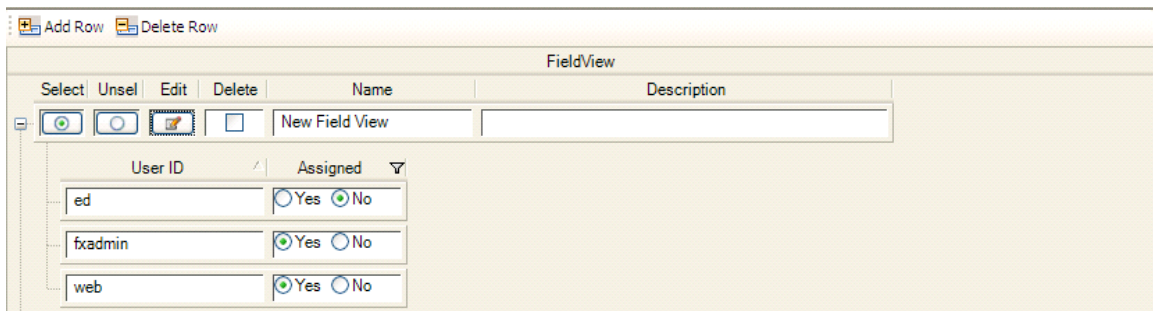 Add Row Delete Row
FieldView
Select Unsel Edit Delete Name Description
New Field View
User ID Assigned
ed Yes No
fxadmin Yes No
web Yes No